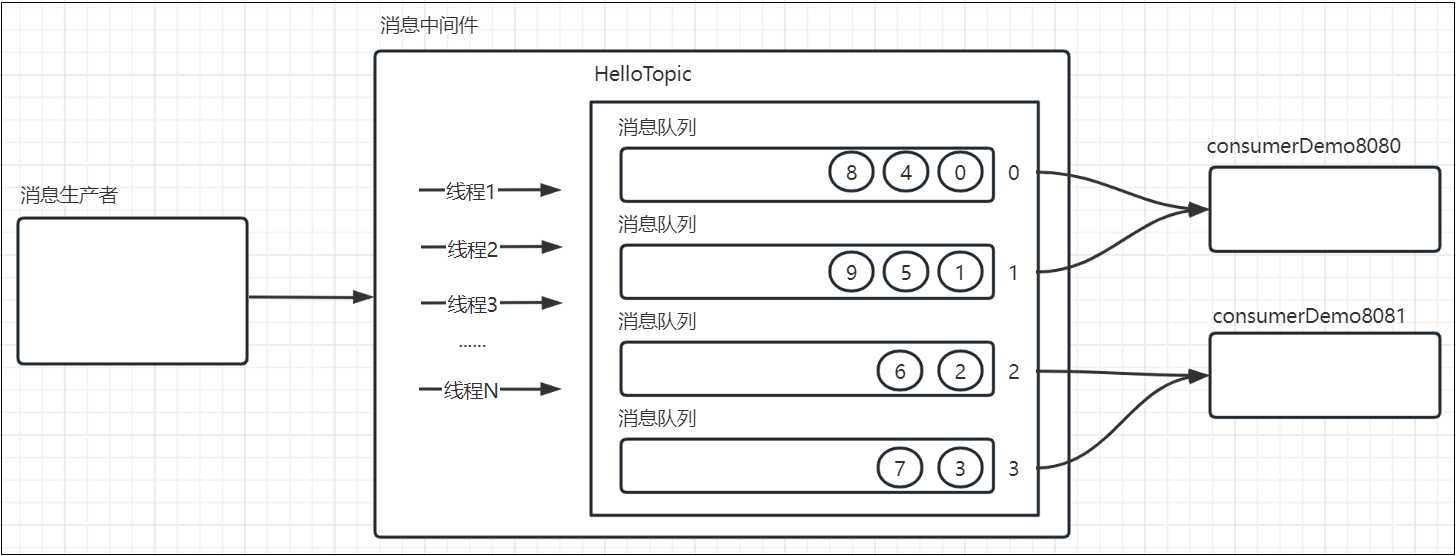 消息中间件
HelloTopic
消息生产者
线程1
线程2
线程3
......
线程N
消息队列
8 4 0 0
消息队列
9 5 1 1
消息队列
6 2 2
消息队列
7 3 3
consumerDemo8080
consumerDemo8081